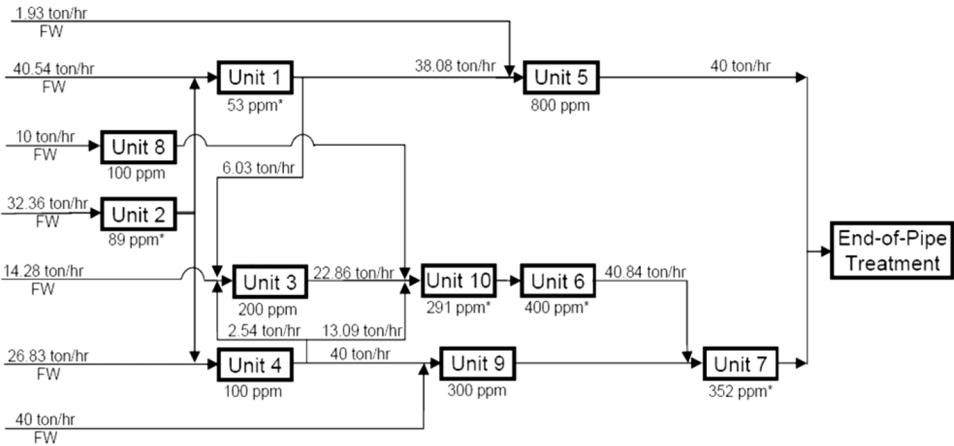 1.93 ton/hr
FW
40.54 ton/hr
FW
Unit 1
53 ppm*
38.08 ton/hr
Unit 5
800 ppm
40 ton/hr
10 ton/hr
FW
Unit 8
100 ppm
6.03 ton/hr
32.36 ton/hr
FW
Unit 2
89 ppm*
End-of-Pipe
Treatment
14.28 ton/hr
FW
Unit 3
200 ppm
22.86 ton/hr
Unit 10
291 ppm*
Unit 6
400 ppm*
40.84 ton/hr
2.54 ton/hr
13.09 ton/hr
26.83 ton/hr
FW
Unit 4
100 ppm
40 ton/hr
Unit 9
300 ppm
Unit 7
352 ppm*
40 ton/hr
FW